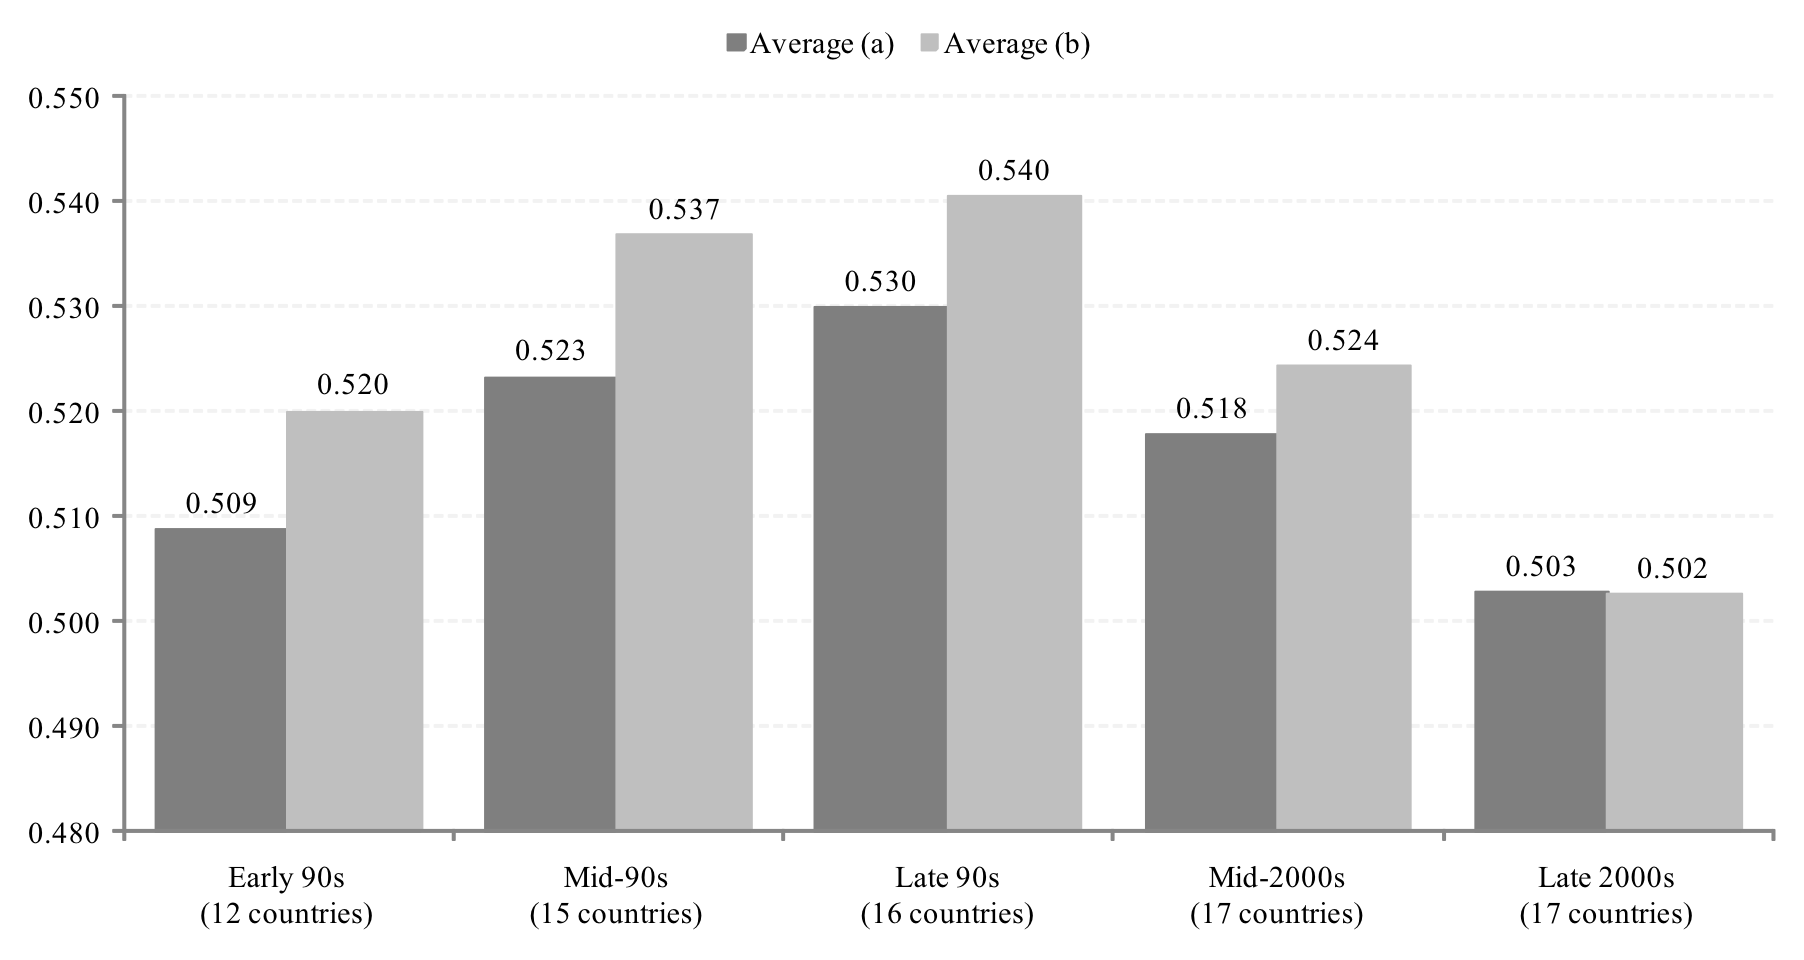 Average (a) Average (b)
0.550
0.540
0.530
0.520
0.510
0.500
0.490
0.480
0.509
0.520
0.523
0.537
0.530
0.540
0.518
0.524
0.503
0.502
Early 90s
(12 countries)
Mid-90s
(15 countries)
Late 90s
(16 countries)
Mid-2000s
(17 countries)
Late 2000s
(17 countries)